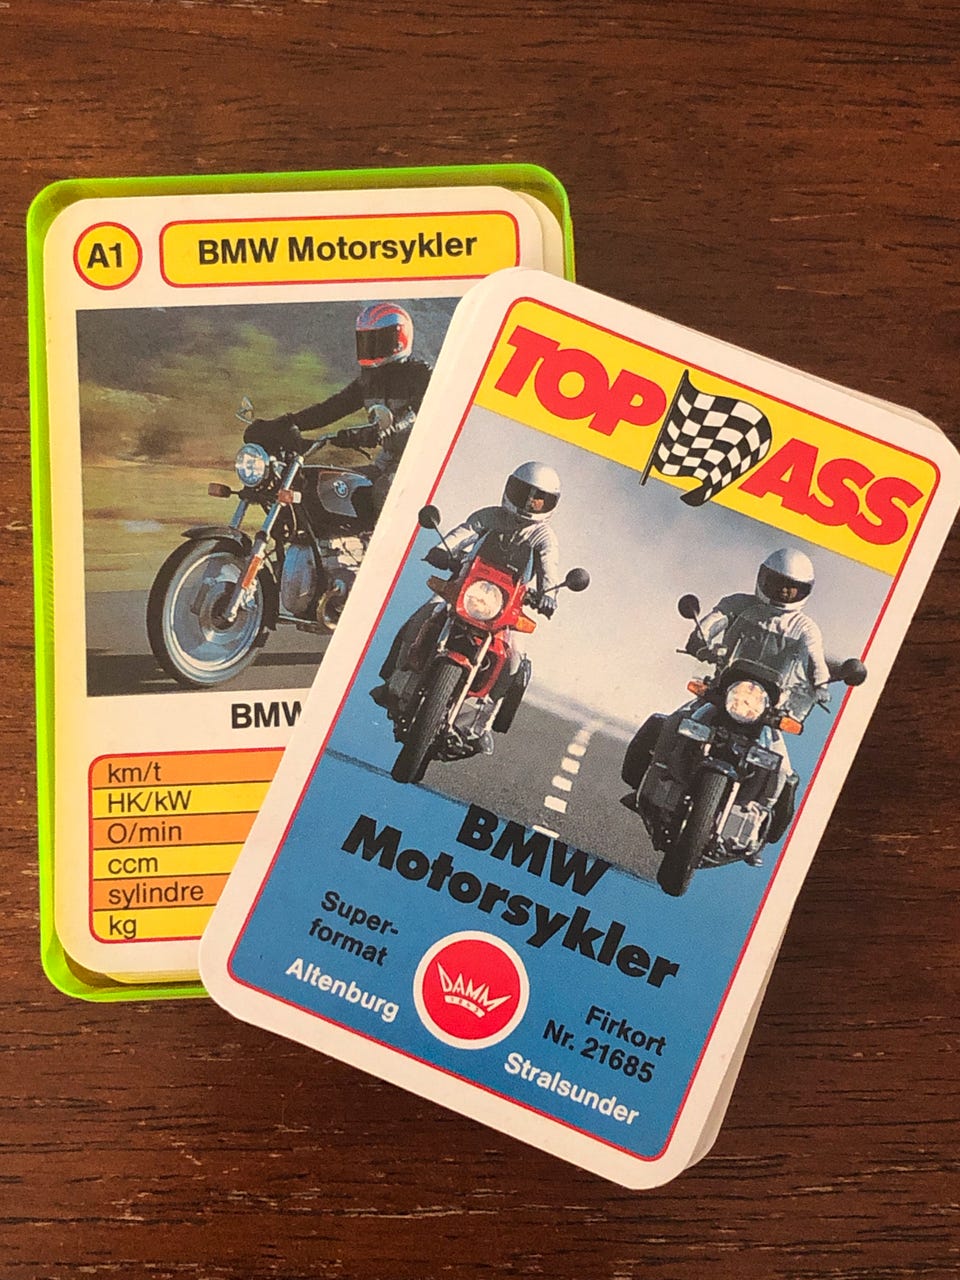 A1
BMW Motorsykler
BMW
km/t
HK/kW
O/min
ccm
sylindre
kg
TOP ASS
BMW
Motorsykler
Super-
format
Altenburg
DAMM
Firkort
Nr. 21685
Stralsunder